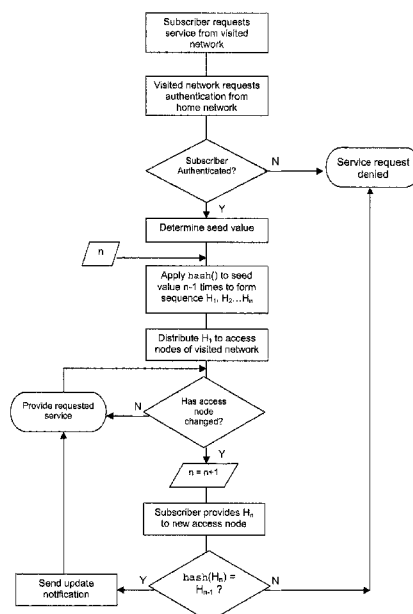 Subscriber requests
service from visited
network
Visited network requests
authentication from
home network
Subscriber
Authenticated?
N
Service request
denied
Y
Determine seed value
n
Apply hash() to seed
value n-1 times to form
sequence H₁, H₂...Hₙ
Distribute H₁ to access
nodes of visited network
Provide requested
service
N
Has access
node
changed?
Y
n = n+1
Subscriber provides Hₙ
to new access node
Send update
notification
Y
hash(Hₙ) =
Hₙ₋₁ ?
N